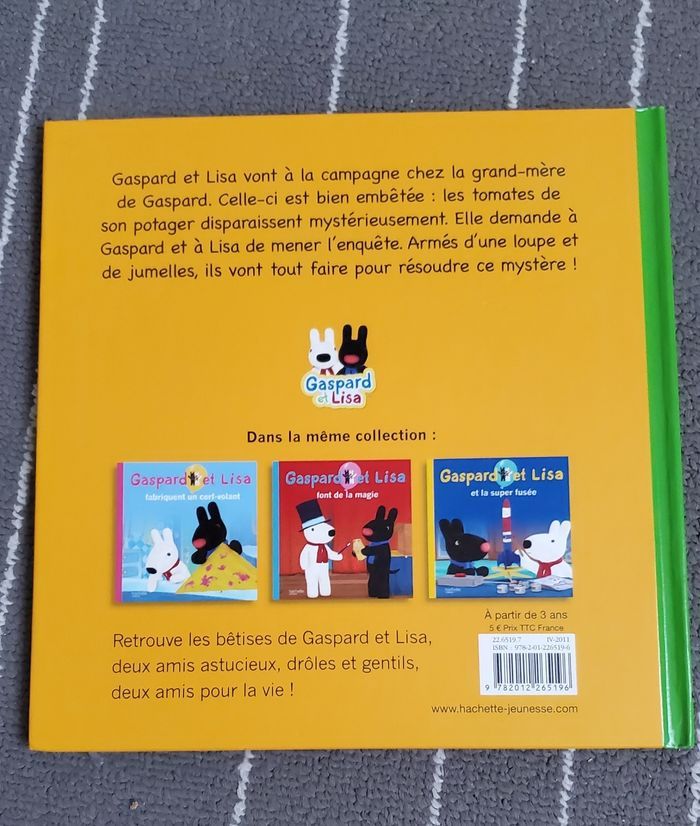 Gaspard et Lisa vont à la campagne chez la grand-mère
de Gaspard. Celle-ci est bien embêtée : les tomates de
son potager disparaissent mystérieusement. Elle demande à
Gaspard et à Lisa de mener l'enquête. Armés d'une loupe et
de jumelles, ils vont tout faire pour résoudre ce mystère !
Gaspard
et Lisa
Dans la même collection :
Gaspard et Lisa
fabriquent un cerf-volant
Gaspard et Lisa
font de la magie
Gaspard et Lisa
et la super fusée
hachette
hachette
hachette
À partir de 3 ans
5 € Prix TTC France
22.6519.7 IV-2011
ISBN : 978-2-01-226519-6
9 782012 265196
Retrouve les bêtises de Gaspard et Lisa,
deux amis astucieux, drôles et gentils,
deux amis pour la vie !
www.hachette-jeunesse.com